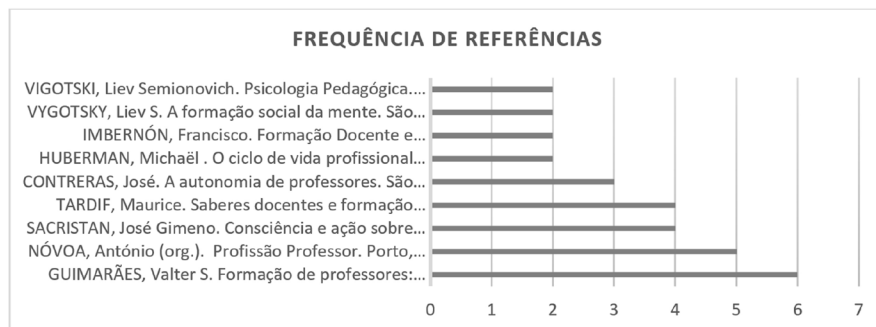 FREQUÊNCIA DE REFERÊNCIAS
VIGOTSKI, Liev Semionovich. Psicologia Pedagógica....
VYGOTSKY, Liev S. A formação social da mente. São...
IMBERNÓN, Francisco. Formação Docente e...
HUBERMAN, Michaël . O ciclo de vida profissional...
CONTRERAS, José. A autonomia de professores. São...
TARDIF, Maurice. Saberes docentes e formação...
SACRISTAN, José Gimeno. Consciência e ação sobre...
NÓVOA, António (org.).  Profissão Professor. Porto,...
GUIMARÃES, Valter S. Formação de professores:...
0 1 2 3 4 5 6 7